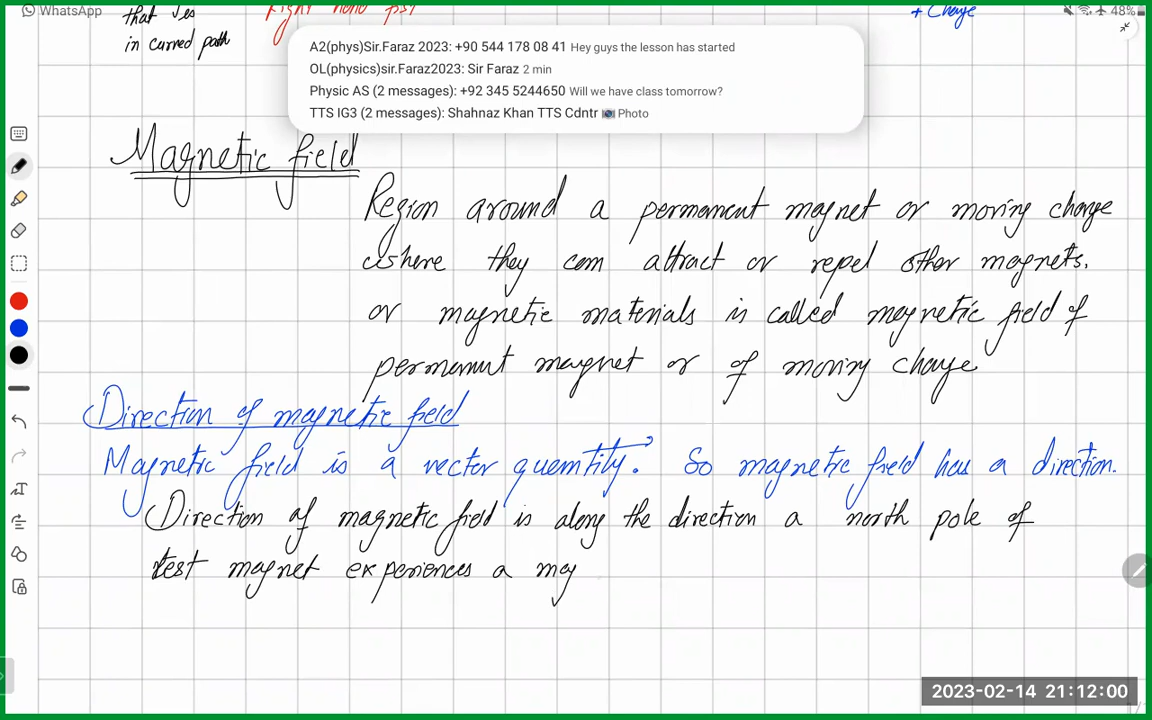 WhatsApp
48%
that
in curved path
Right hand fist
+ Charge
A2(phys)Sir.Faraz 2023: +90 544 178 08 41 Hey guys the lesson has started
OL(physics)sir.Faraz2023: Sir Faraz 2 min
Physic AS (2 messages): +92 345 5244650 Will we have class tomorrow?
TTS IG3 (2 messages): Shahnaz Khan TTS Cdntr 📷 Photo
Magnetic field
Region around a permanent magnet or moving charge
where they can attract or repel other magnets.
or magnetic materials is called magnetic field of
permanent magnet or of moving charge
Direction of magnetic field
Magnetic field is a vector quantity. So magnetic field has a direction.
Direction of magnetic field is along the direction a north pole of
test magnet experiences a mag
2023-02-14 21:12:00